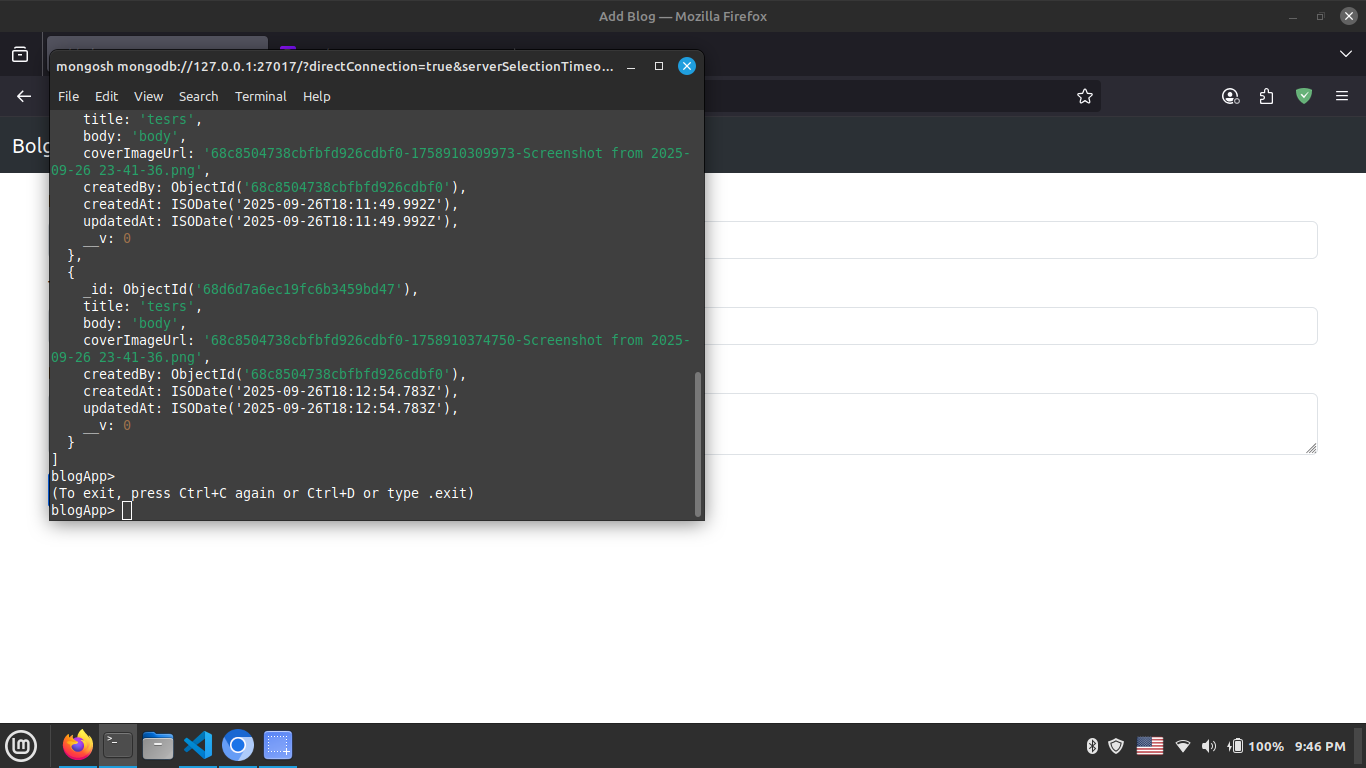 Add Blog — Mozilla Firefox
mongosh mongodb://127.0.0.1:27017/?directConnection=true&serverSelectionTimeo...
File Edit View Search Terminal Help
Bolg
title: 'tesrs',
body: 'body',
coverImageUrl: '68c8504738cbfbfd926cdbf0-1758910309973-Screenshot from 2025-
09-26 23-41-36.png',
createdBy: ObjectId('68c8504738cbfbfd926cdbf0'),
createdAt: ISODate('2025-09-26T18:11:49.992Z'),
updatedAt: ISODate('2025-09-26T18:11:49.992Z'),
__v: 0
},
{
_id: ObjectId('68d6d7a6ec19fc6b3459bd47'),
title: 'tesrs',
body: 'body',
coverImageUrl: '68c8504738cbfbfd926cdbf0-1758910374750-Screenshot from 2025-
09-26 23-41-36.png',
createdBy: ObjectId('68c8504738cbfbfd926cdbf0'),
createdAt: ISODate('2025-09-26T18:12:54.783Z'),
updatedAt: ISODate('2025-09-26T18:12:54.783Z'),
__v: 0
}
]
blogApp>
(To exit, press Ctrl+C again or Ctrl+D or type .exit)
blogApp>
100% 9:46 PM